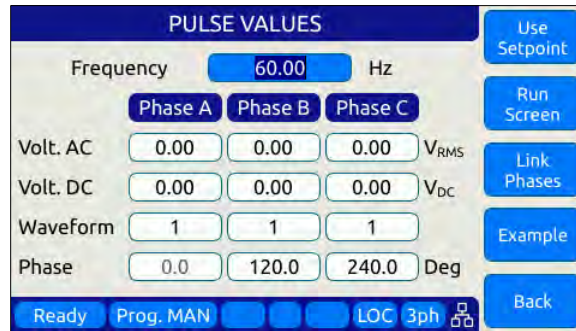 PULSE VALUES
Frequency 60.00 Hz
Phase A Phase B Phase C
Volt. AC 0.00 0.00 0.00 VRMS
Volt. DC 0.00 0.00 0.00 VDC
Waveform 1 1 1
Phase 0.0 120.0 240.0 Deg
Ready Prog. MAN LOC 3ph
Use
Setpoint
Run
Screen
Link
Phases
Example
Back